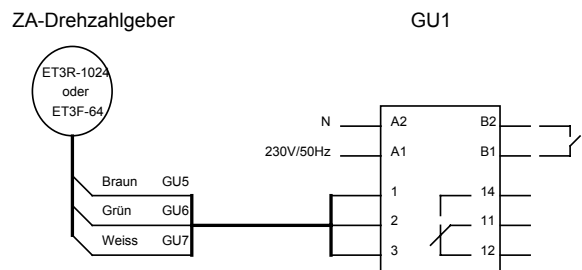 ZA-Drehzahlgeber
GU1
ET3R-1024
oder
ET3F-64
N
A2
B2
230V/50Hz
A1
B1
Braun GU5
1
14
Grün GU6
2
11
Weiss GU7
3
12